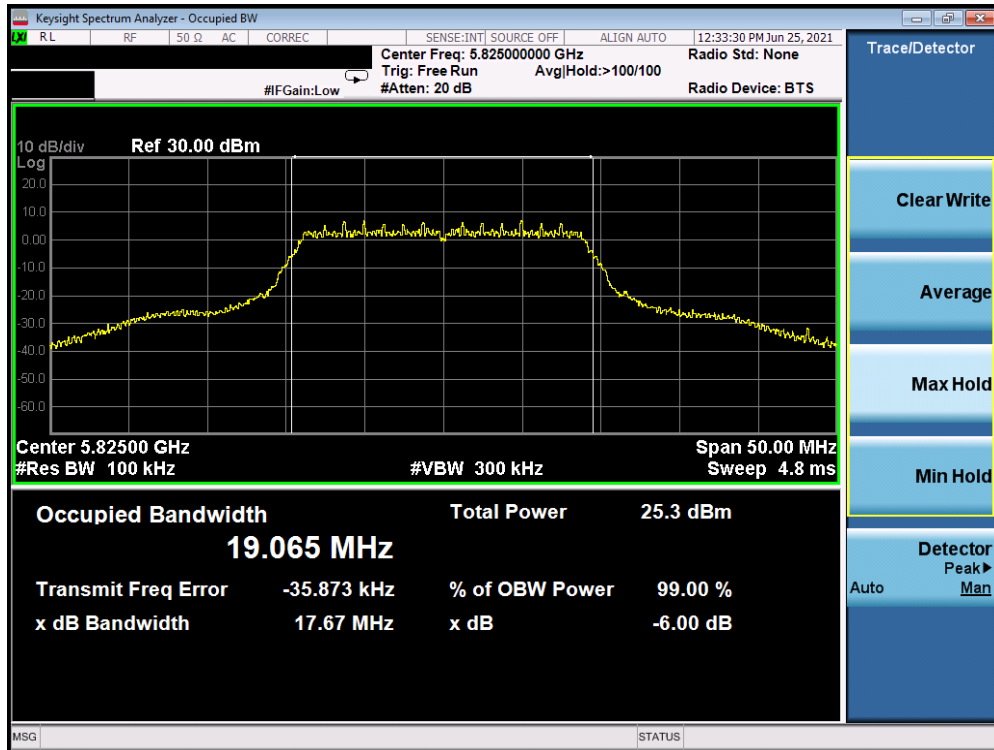 Keysight Spectrum Analyzer - Occupied BW
LXI RL RF 50 Ω AC CORREC SENSE:INT SOURCE OFF ALIGN AUTO 12:33:30 PM Jun 25, 2021
Center Freq: 5.825000000 GHz Radio Std: None
Trig: Free Run Avg|Hold:>100/100
#IFGain:Low #Atten: 20 dB Radio Device: BTS
10 dB/div Ref 30.00 dBm
Log
20.0
10.0
0.00
-10.0
-20.0
-30.0
-40.0
-50.0
-60.0
Center 5.82500 GHz Span 50.00 MHz
#Res BW 100 kHz #VBW 300 kHz Sweep 4.8 ms
Occupied Bandwidth Total Power 25.3 dBm
19.065 MHz
Transmit Freq Error -35.873 kHz % of OBW Power 99.00 %
x dB Bandwidth 17.67 MHz x dB -6.00 dB
Trace/Detector
Clear Write
Average
Max Hold
Min Hold
Detector
Peak▶
Auto Man
MSG STATUS